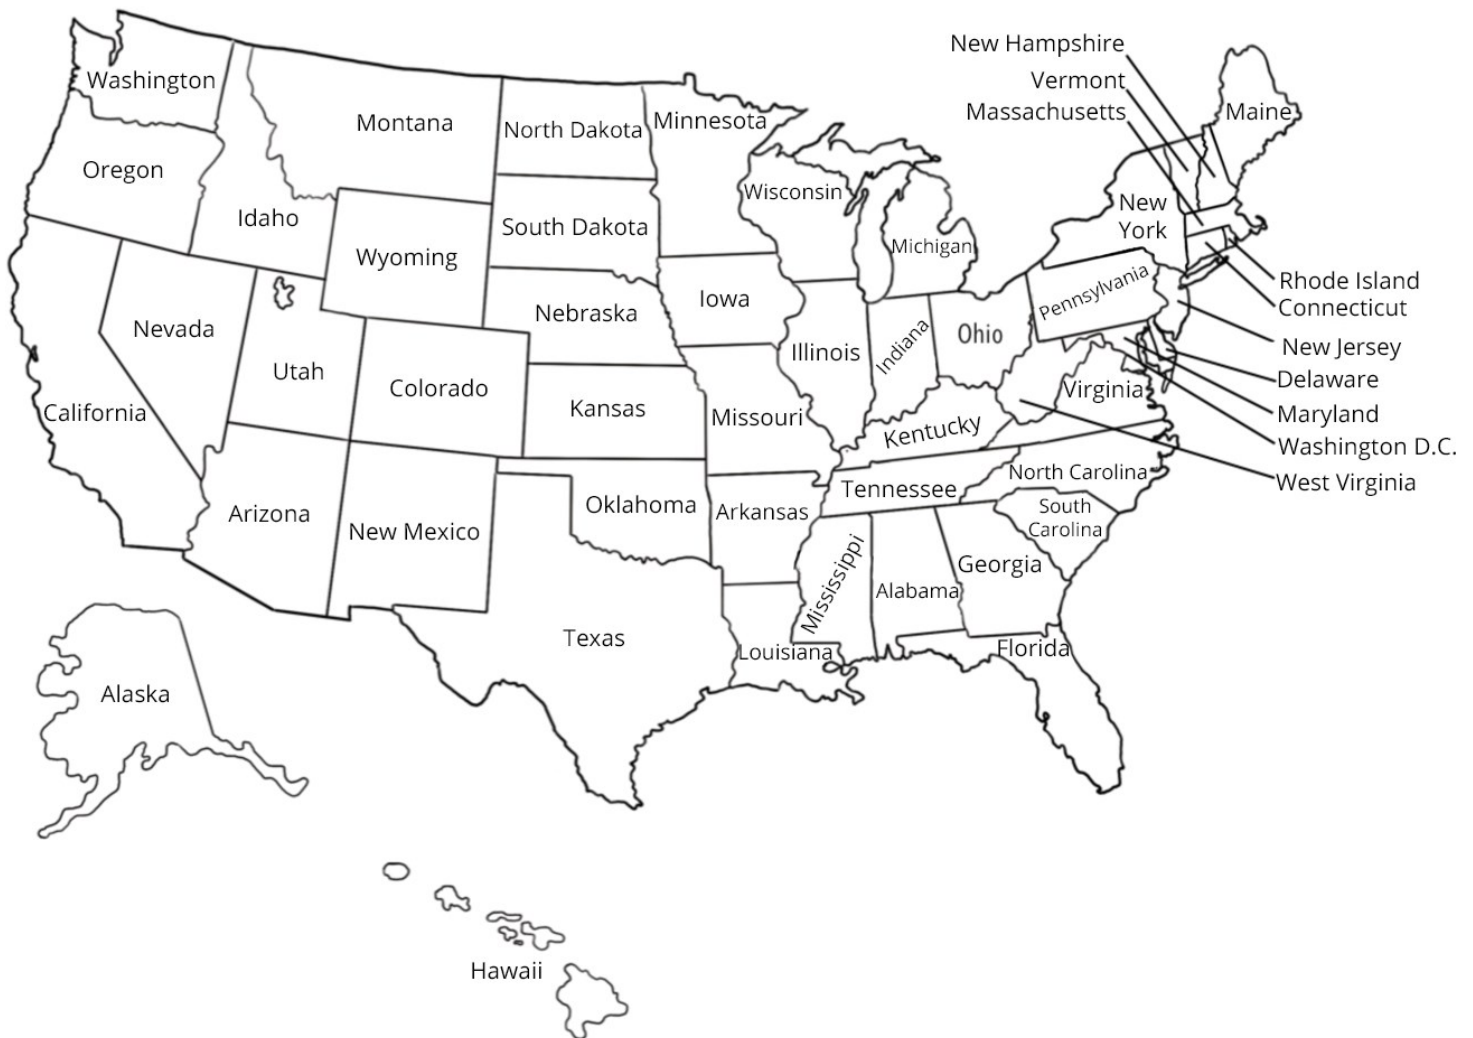 New Hampshire
Vermont
Massachusetts
Maine
Washington
Montana
North Dakota
Minnesota
Oregon
Idaho
Wyoming
South Dakota
Wisconsin
Michigan
New
York
Rhode Island
Connecticut
New Jersey
Delaware
Maryland
Washington D.C.
West Virginia
Pennsylvania
Nevada
Utah
Colorado
Nebraska
Iowa
Illinois
Indiana
Ohio
California
Kansas
Missouri
Kentucky
Virginia
Arizona
New Mexico
Oklahoma
Arkansas
Tennessee
North Carolina
South
Carolina
Texas
Louisiana
Mississippi
Alabama
Georgia
Florida
Alaska
Hawaii